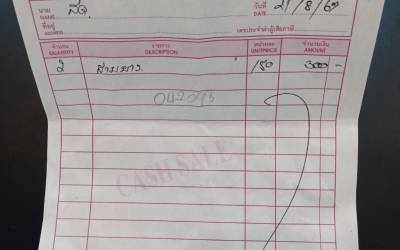 นาม สด วันที่ 21/8/62
NAME DATE
ที่อยู่ เลขประจำตัวผู้เสียภาษี
ADDRESS
จำนวน รายการ หน่วยละ จำนวนเงิน
QUANTITY DESCRIPTION UNIT PRICE AMOUNT
2 150 300 -
042093
CASH SALE